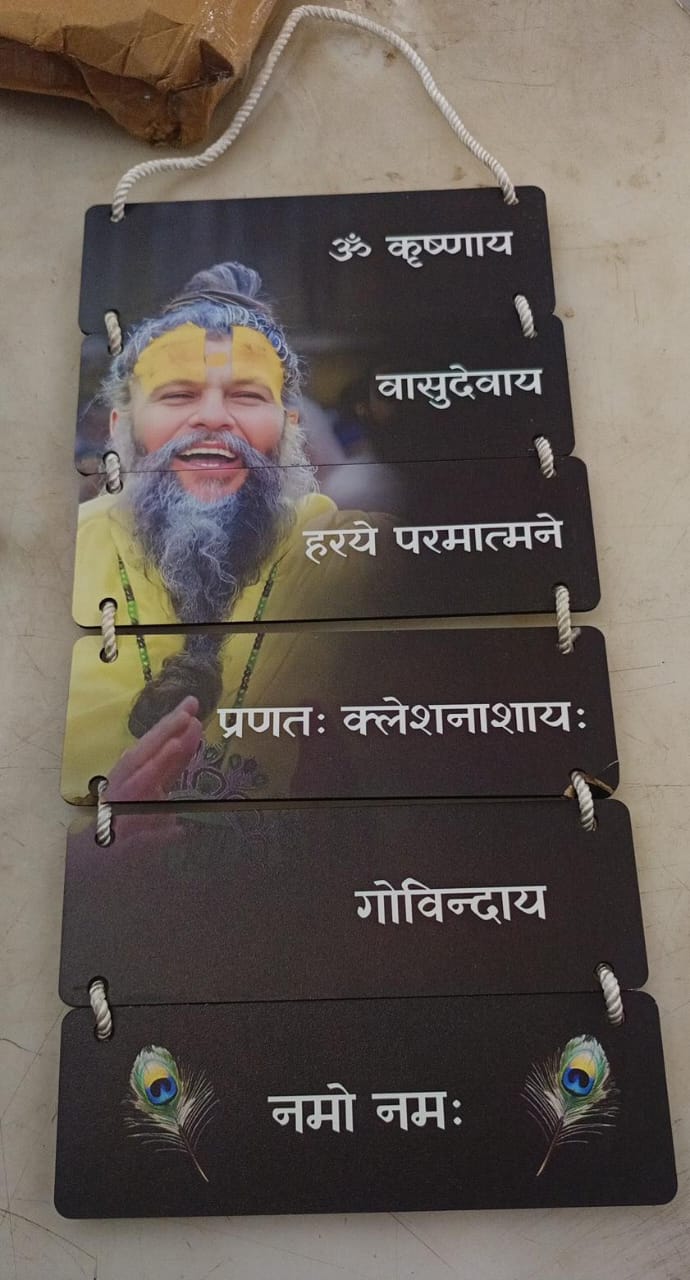 ॐ कृष्णाय
वासुदेवाय
हरये परमात्मने
प्रणतः क्लेशनाशायः
गोविन्दाय
नमो नमः